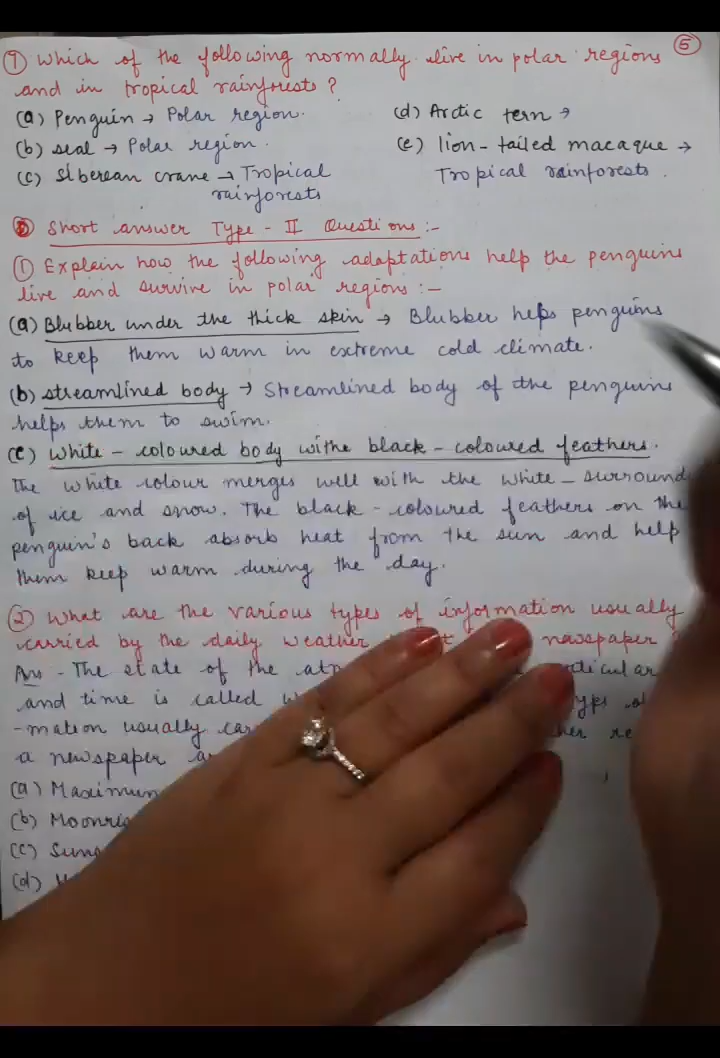 5
7 Which of the following normally live in polar regions
and in tropical rainforests ?
(a) Penguin → Polar region.
(d) Arctic tern →
(b) seal → Polar region.
(e) lion-tailed macaque →
Tropical rainforests.
(c) Siberean crane → Tropical
rainforests
Short answer Type - II Questions :-
1 Explain how the following adaptations help the penguins
live and survive in polar regions :-
(a) Blubber under the thick skin → Blubber helps penguins
to keep them warm in extreme cold climate.
(b) streamlined body → Streamlined body of the penguins
helps them to swim.
(c) White - coloured body withe black - coloured feathers.
The white colour merges well with the white - surround
of ice and snow. The black - coloured feathers on the
penguin's back absorb heat from the sun and help
them keep warm during the day.
2 What are the various types of information usually
carried by the daily weather newspaper ?
Ans - The state of the
and time is called
-mation usually
a newspaper
(a) Maximum
(b)
(c)
(d)